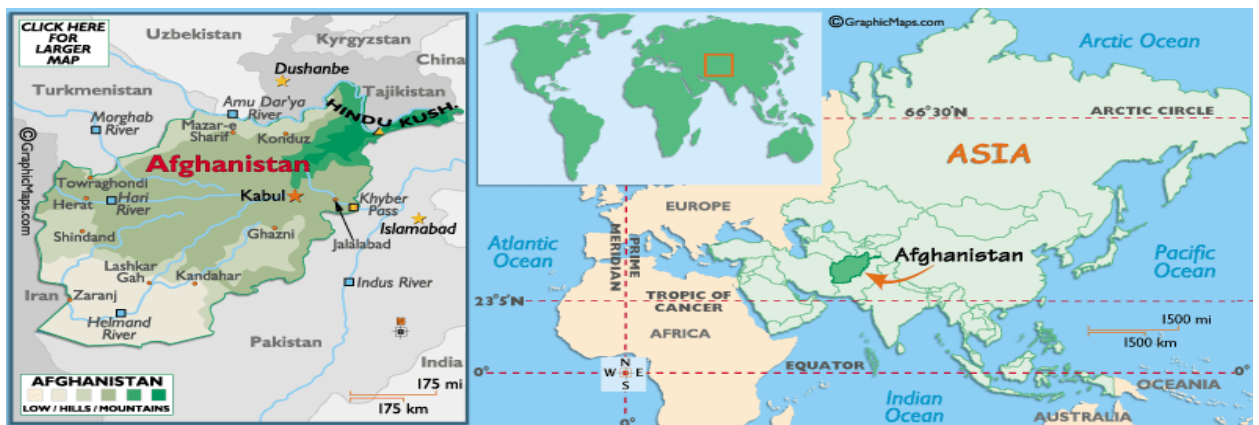 CLICK HERE
FOR
LARGER
MAP
Uzbekistan
Kyrgyzstan
China
Dushanbe
Tajikistan
Turkmenistan
Amu Dar'ya
River
HINDU KUSH.
Morghab
River
Mazar-e
Sharif
Konduz
©GraphicMaps.com
Afghanistan
Towraghondi
Hari
River
Herat
Kabul
Khyber
Pass
Islamabad
Shindand
Ghazni
Jalalabad
Lashkar
Gah
Kandahar
Indus River
Iran
Zaranj
Helmand
River
Pakistan
India
AFGHANISTAN
LOW / HILLS / MOUNTAINS
175 mi
175 km
©GraphicMaps.com
Arctic Ocean
66°30'N
ARCTIC CIRCLE
ASIA
EUROPE
Atlantic
Ocean
PRIME
MERIDIAN
Afghanistan
Pacific
Ocean
23°5'N
TROPIC OF
CANCER
AFRICA
1500 mi
1500 km
EQUATOR
0°
N
W E
S
0°
OCEANIA
Indian
Ocean
AUSTRALIA
0°